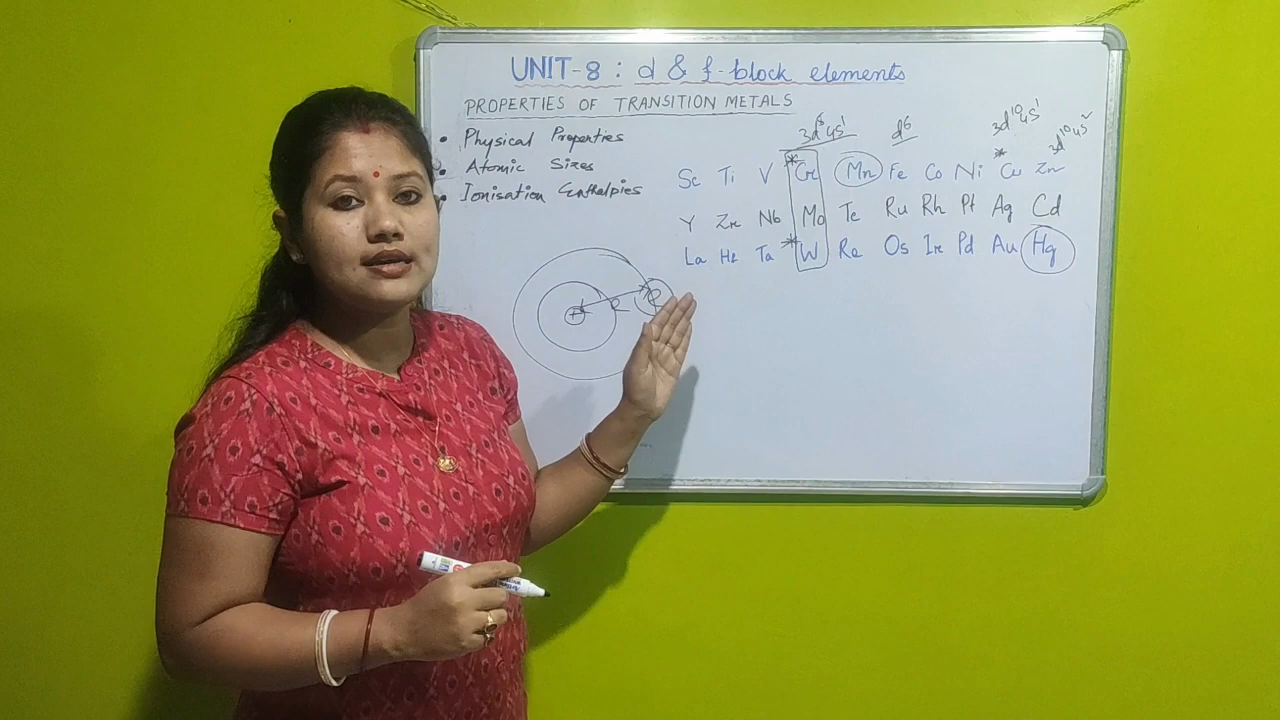 UNIT-8 : d & f-block elements
PROPERTIES OF TRANSITION METALS
• Physical Properties
• Atomic Sizes
• Ionisation Enthalpies
3d⁵4s¹ d⁶ 3d¹⁰4s¹ 3d¹⁰4s²
Sc Ti V *Cr Mn Fe Co Ni *Cu Zn
Y Zr Nb Mo Tc Ru Rh Pt Ag Cd
La Hf Ta *W Re Os Ir Pd Au Hg
+ R e